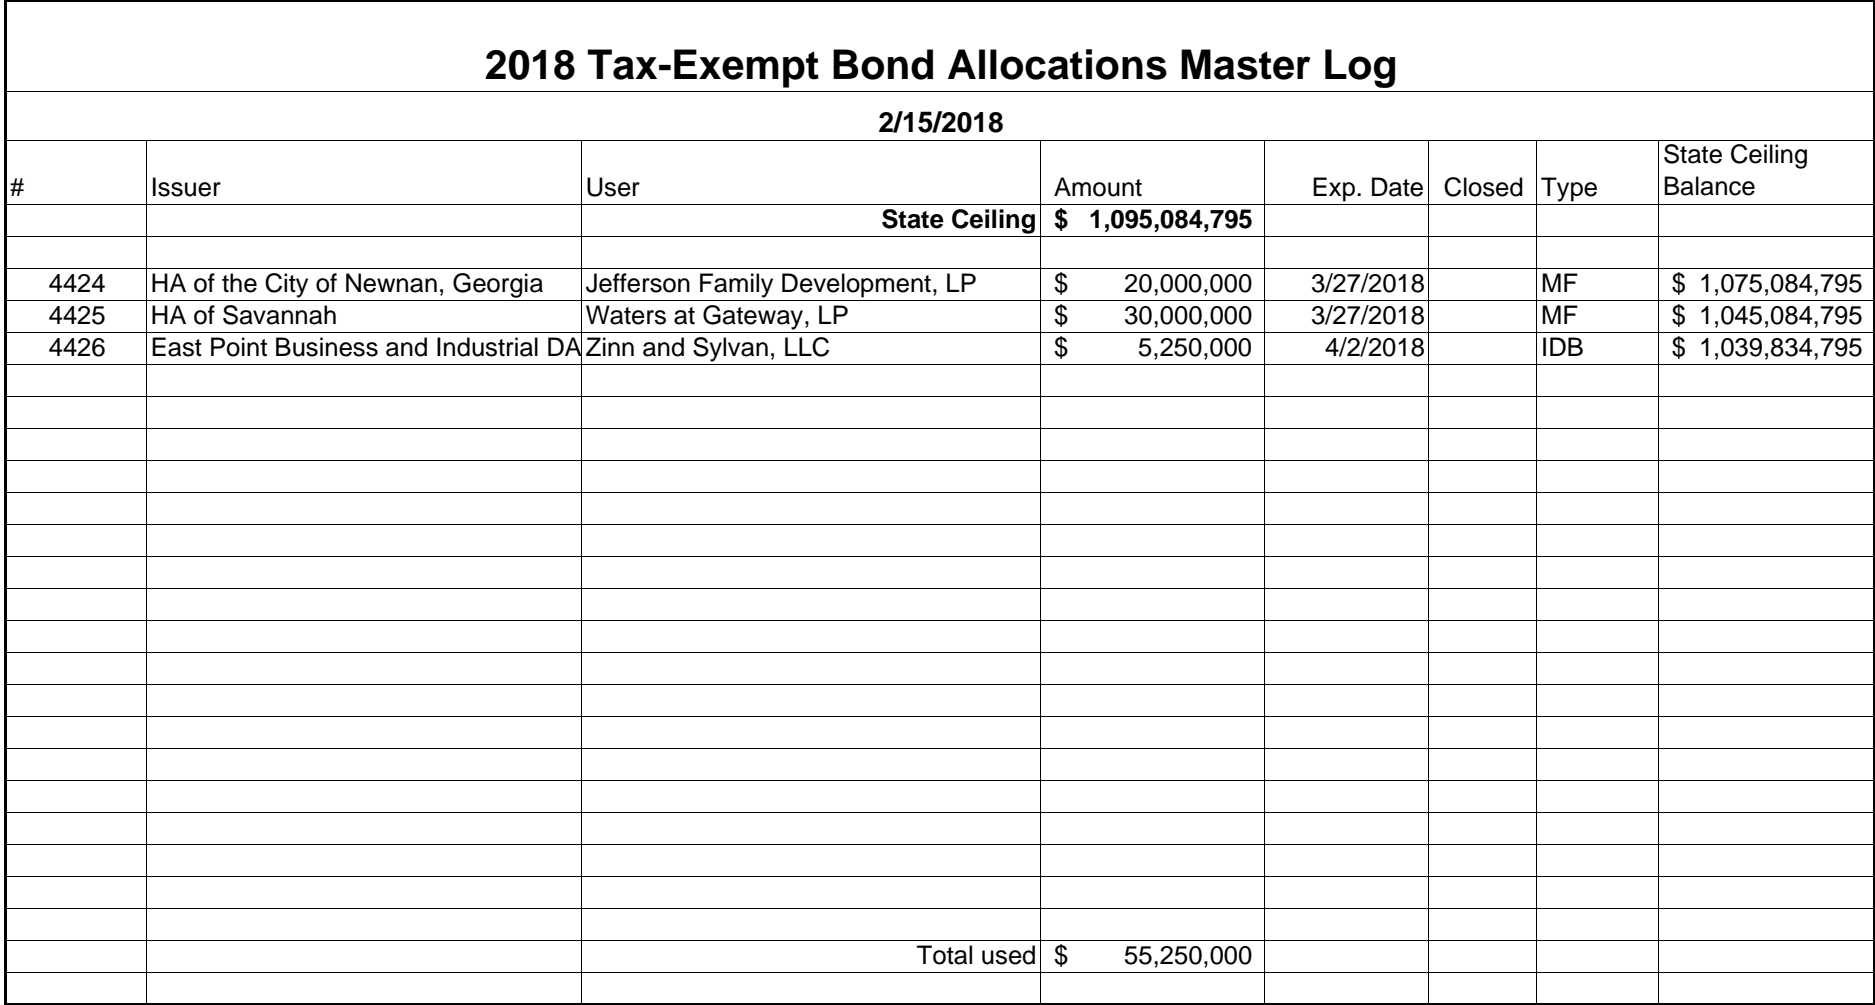 2018 Tax-Exempt Bond Allocations Master Log
2/15/2018
# Issuer User Amount Exp. Date Closed Type State Ceiling Balance
State Ceiling $ 1,095,084,795
4424 HA of the City of Newnan, Georgia Jefferson Family Development, LP $ 20,000,000 3/27/2018 MF $ 1,075,084,795
4425 HA of Savannah Waters at Gateway, LP $ 30,000,000 3/27/2018 MF $ 1,045,084,795
4426 East Point Business and Industrial DA Zinn and Sylvan, LLC $ 5,250,000 4/2/2018 IDB $ 1,039,834,795
Total used $ 55,250,000